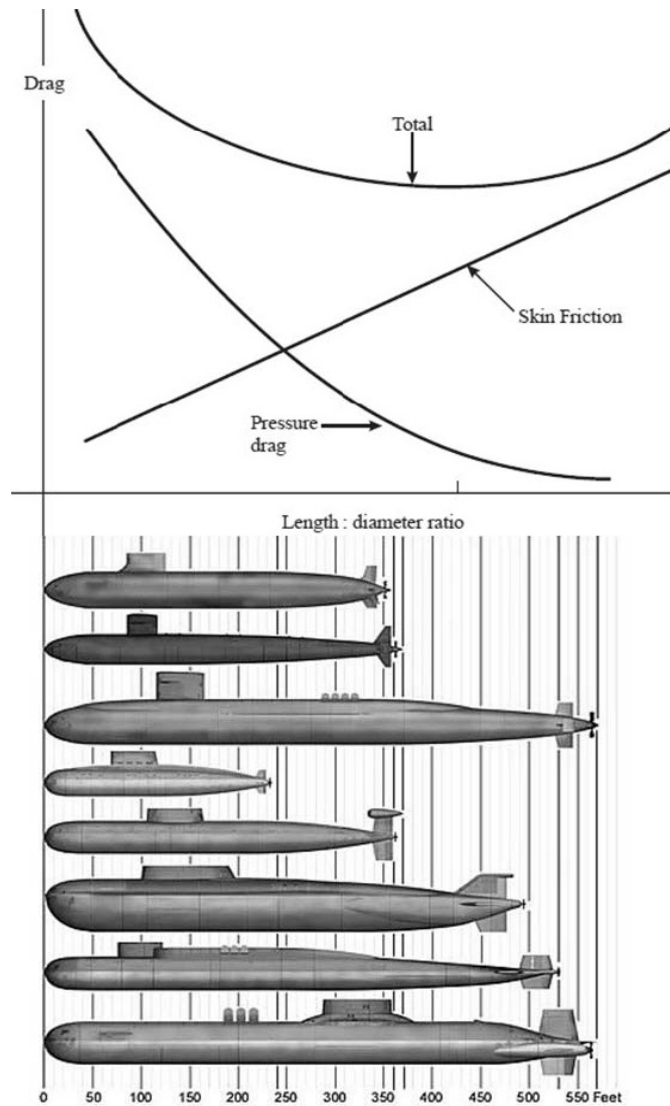 Drag
Total
Skin Friction
Pressure
drag
Length : diameter ratio
0 50 100 150 200 250 300 350 400 450 500 550 Feet